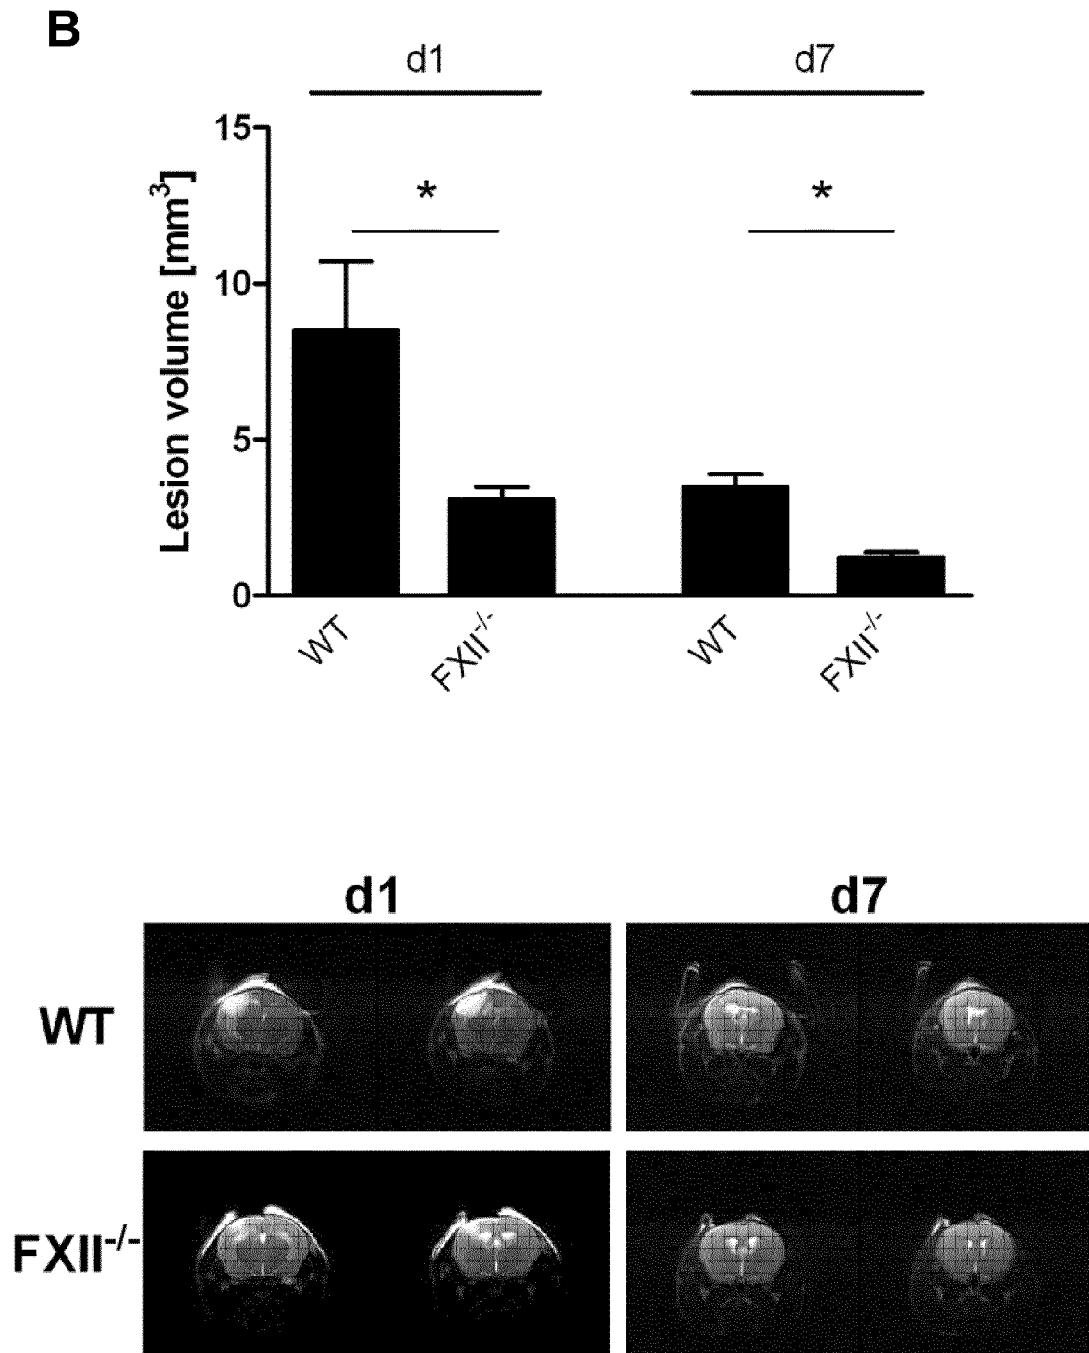 B
d1 d7
15
* *
Lesion volume [mm³]
10
5
0
WT FXII⁻/⁻ WT FXII⁻/⁻
d1 d7
WT
FXII⁻/⁻